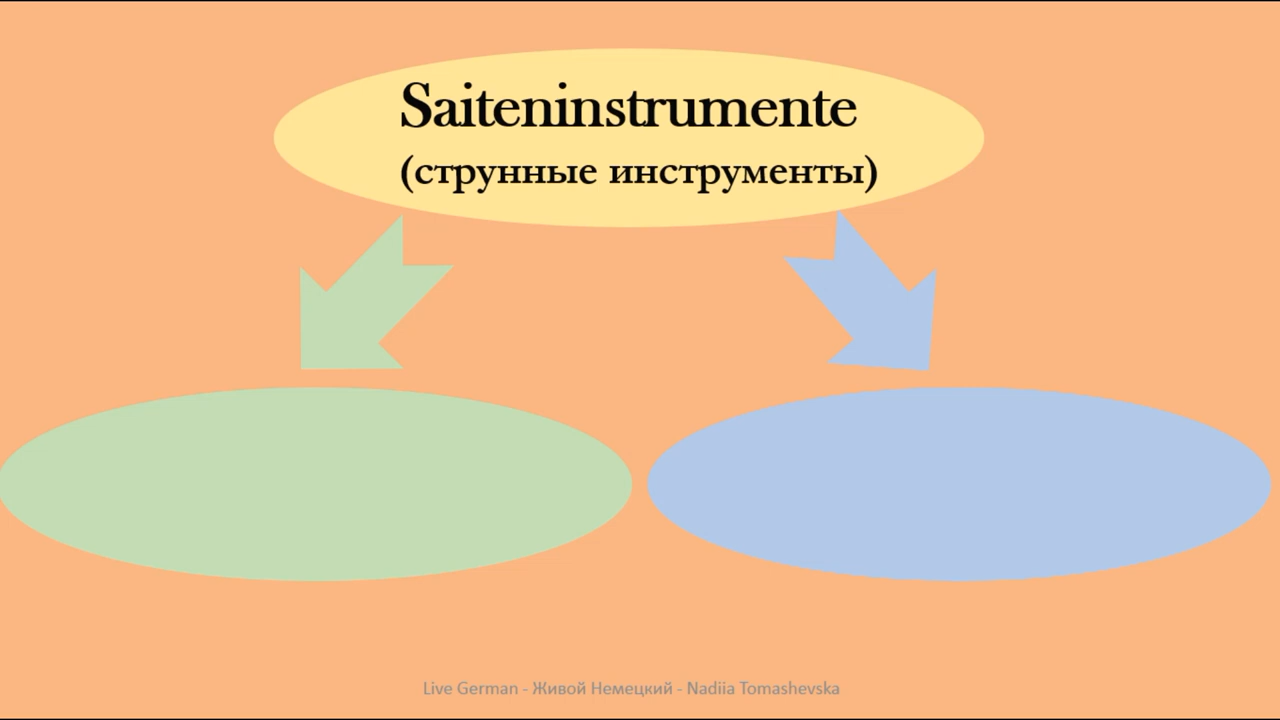 Saiteninstrumente
(струнные инструменты)
Live German - Живой Немецкий - Nadiia Tomashevska